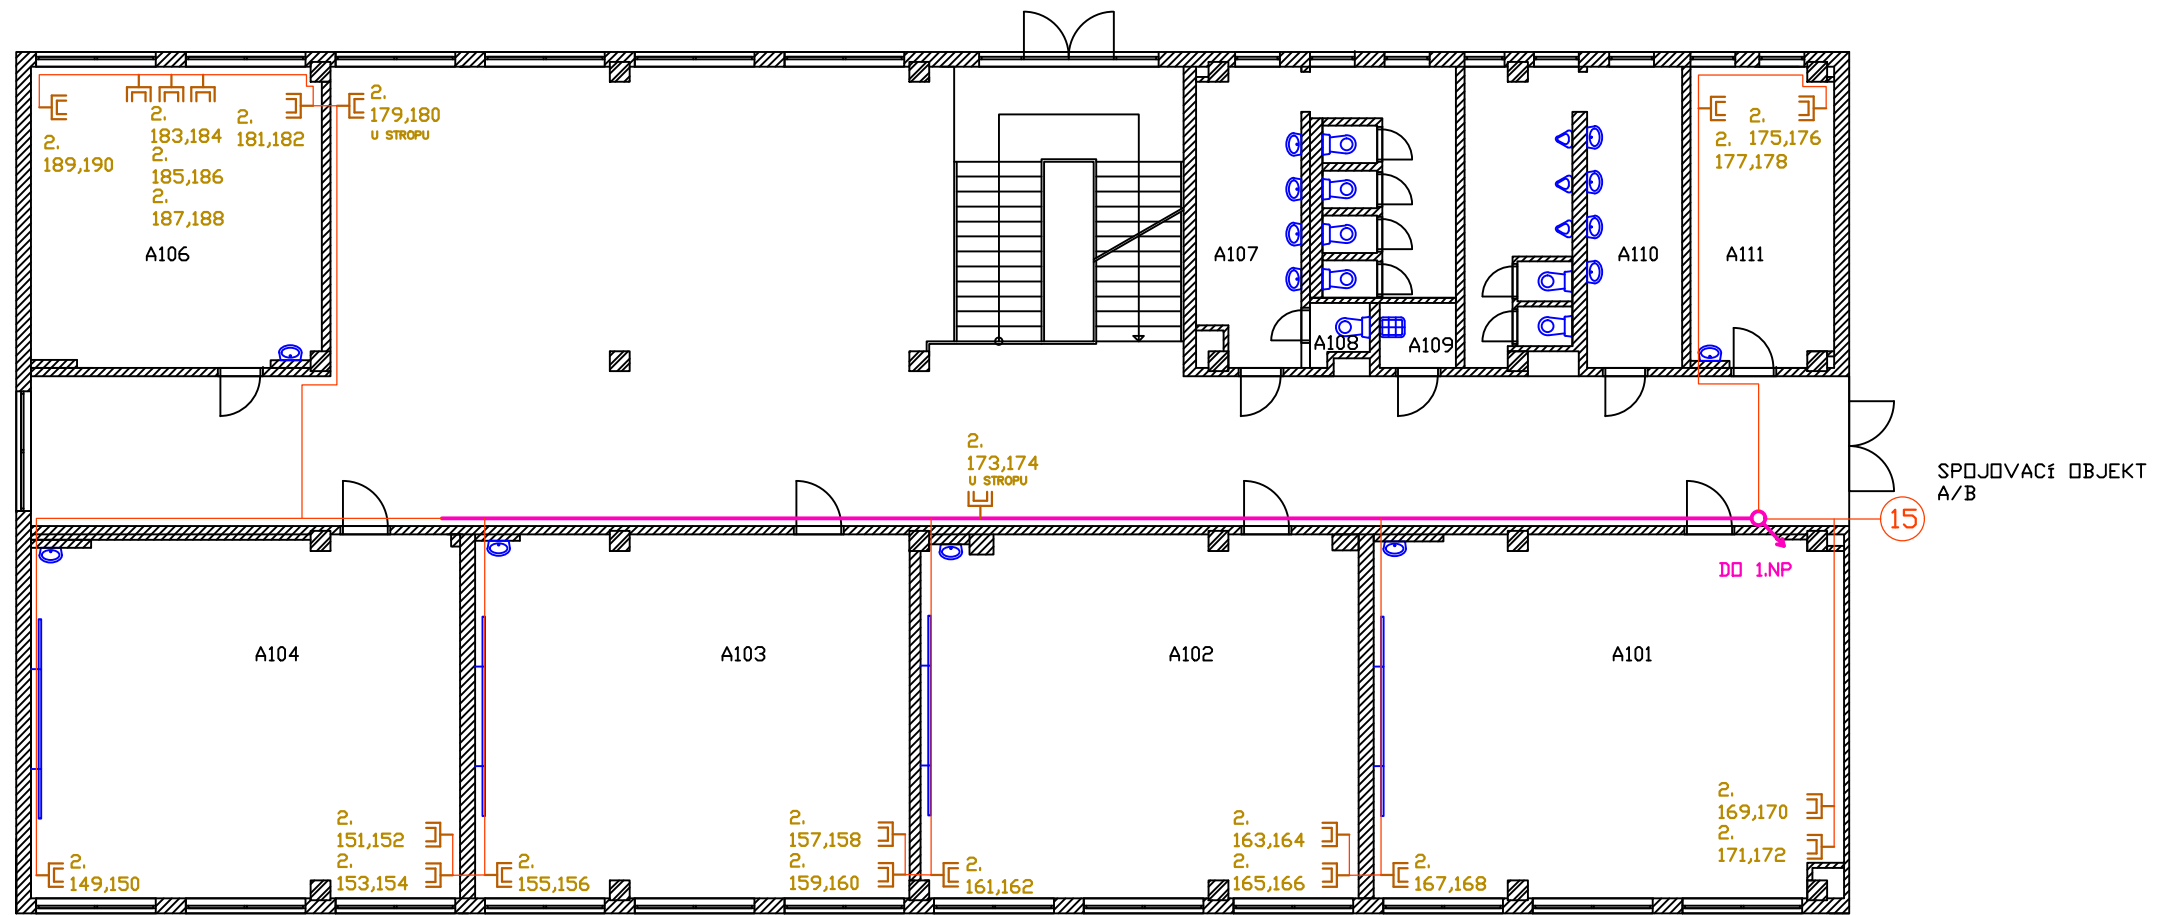 2.
179,180
U STROPU
2.
183,184
2.
181,182
2.
189,190
2.
185,186
2.
187,188
A106
2.
175,176
2.
177,178
A107
A110
A111
A108
A109
2.
173,174
U STROPU
SPOJOVACÍ OBJEKT
A/B
15
DO 1.NP
A104
A103
A102
A101
2.
169,170
2.
171,172
2.
151,152
2.
153,154
2.
149,150
2.
157,158
2.
159,160
2.
155,156
2.
163,164
2.
165,166
2.
161,162
2.
167,168